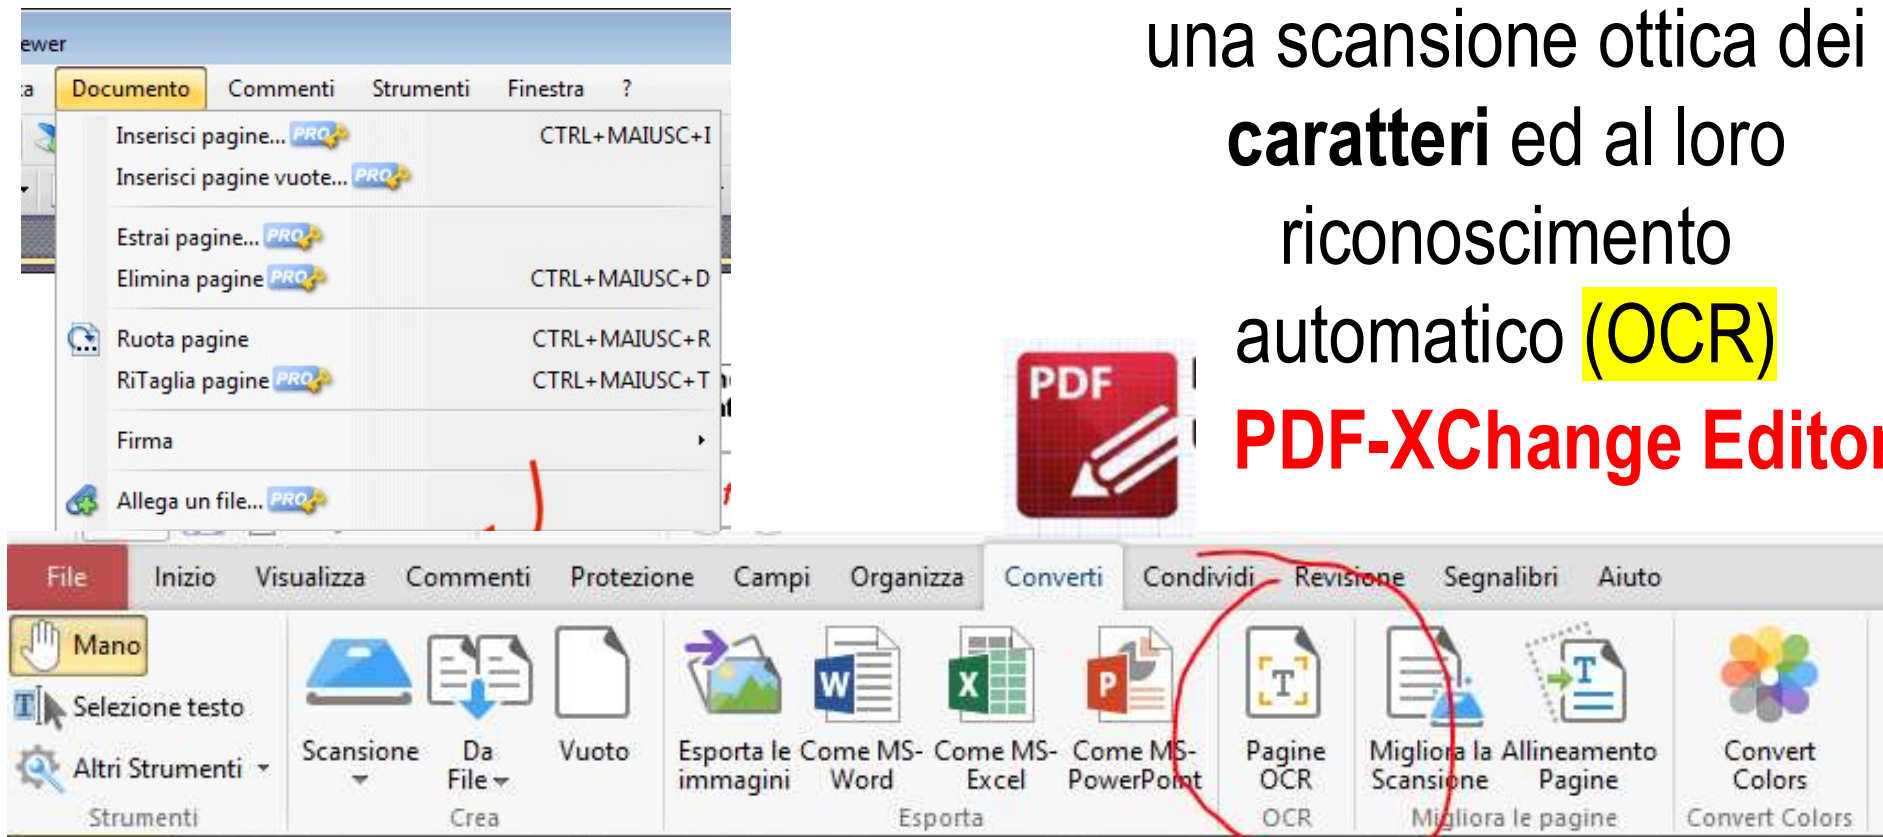 ewer
Documento Commenti Strumenti Finestra ?
Inserisci pagine... PRO CTRL+MAIUSC+I
Inserisci pagine vuote... PRO
Estrai pagine... PRO
Elimina pagine PRO CTRL+MAIUSC+D
Ruota pagine CTRL+MAIUSC+R
RiTaglia pagine PRO CTRL+MAIUSC+T
Firma
Allega un file... PRO
una scansione ottica dei
caratteri ed al loro
riconoscimento
automatico (OCR)
PDF
PDF-XChange Editor
File Inizio Visualizza Commenti Protezione Campi Organizza Converti Condividi Revisione Segnalibri Aiuto
Mano
Selezione testo
Altri Strumenti
Strumenti
Scansione
Da
File
Vuoto
Crea
Esporta le
immagini
Come MS-
Word
Come MS-
Excel
Come MS-
PowerPoint
Esporta
Pagine
OCR
OCR
Migliora la
Scansione
Allineamento
Pagine
Migliora le pagine
Convert
Colors
Convert Colors